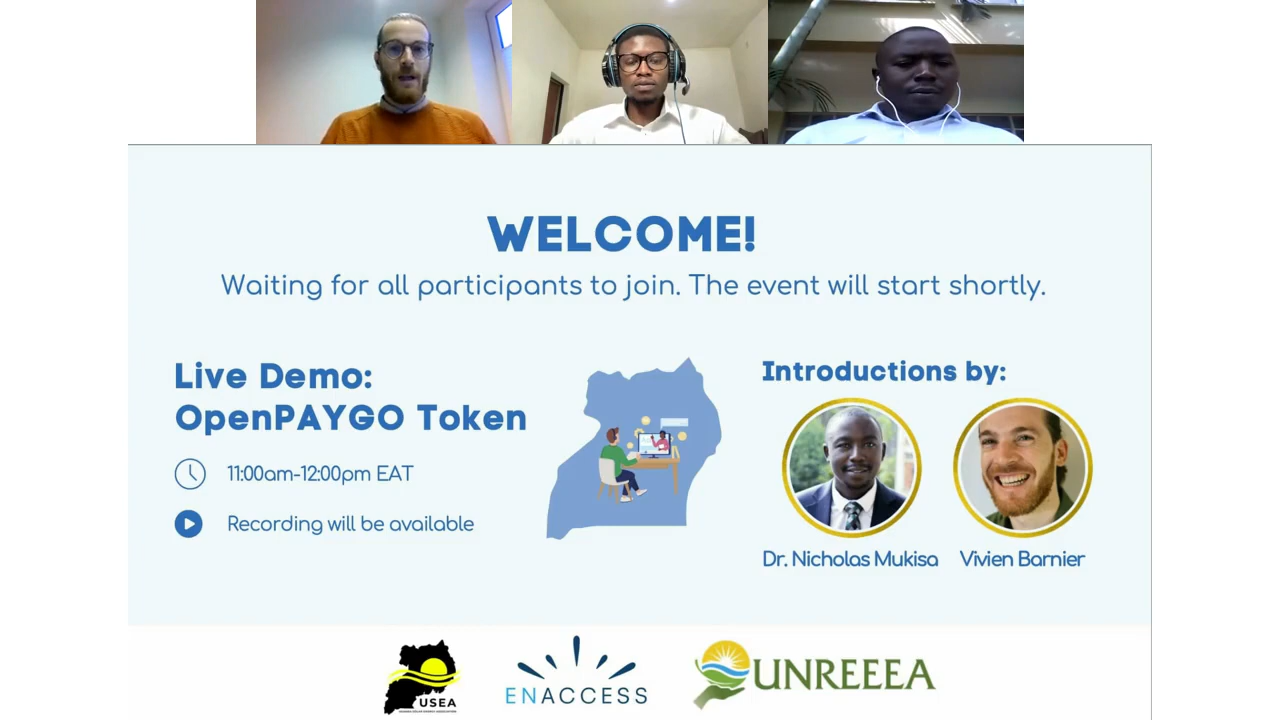 WELCOME!
Waiting for all participants to join. The event will start shortly.
Live Demo:
OpenPAYGO Token
11:00am-12:00pm EAT
Recording will be available
Introductions by:
Dr. Nicholas Mukisa
Vivien Barnier
USEA
ENACCESS
UNREEEA